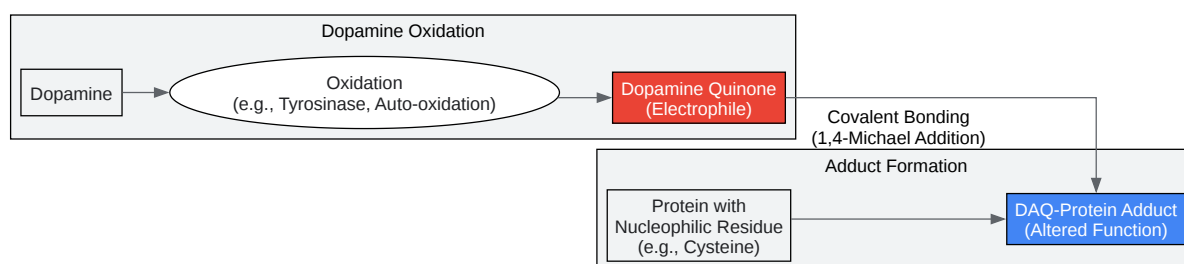 Dopamine Oxidation
Dopamine
Oxidation
(e.g., Tyrosinase, Auto-oxidation)
Dopamine Quinone
(Electrophile)
Covalent Bonding
(1,4-Michael Addition)
Adduct Formation
Protein with
Nucleophilic Residue
(e.g., Cysteine)
DAQ-Protein Adduct
(Altered Function)